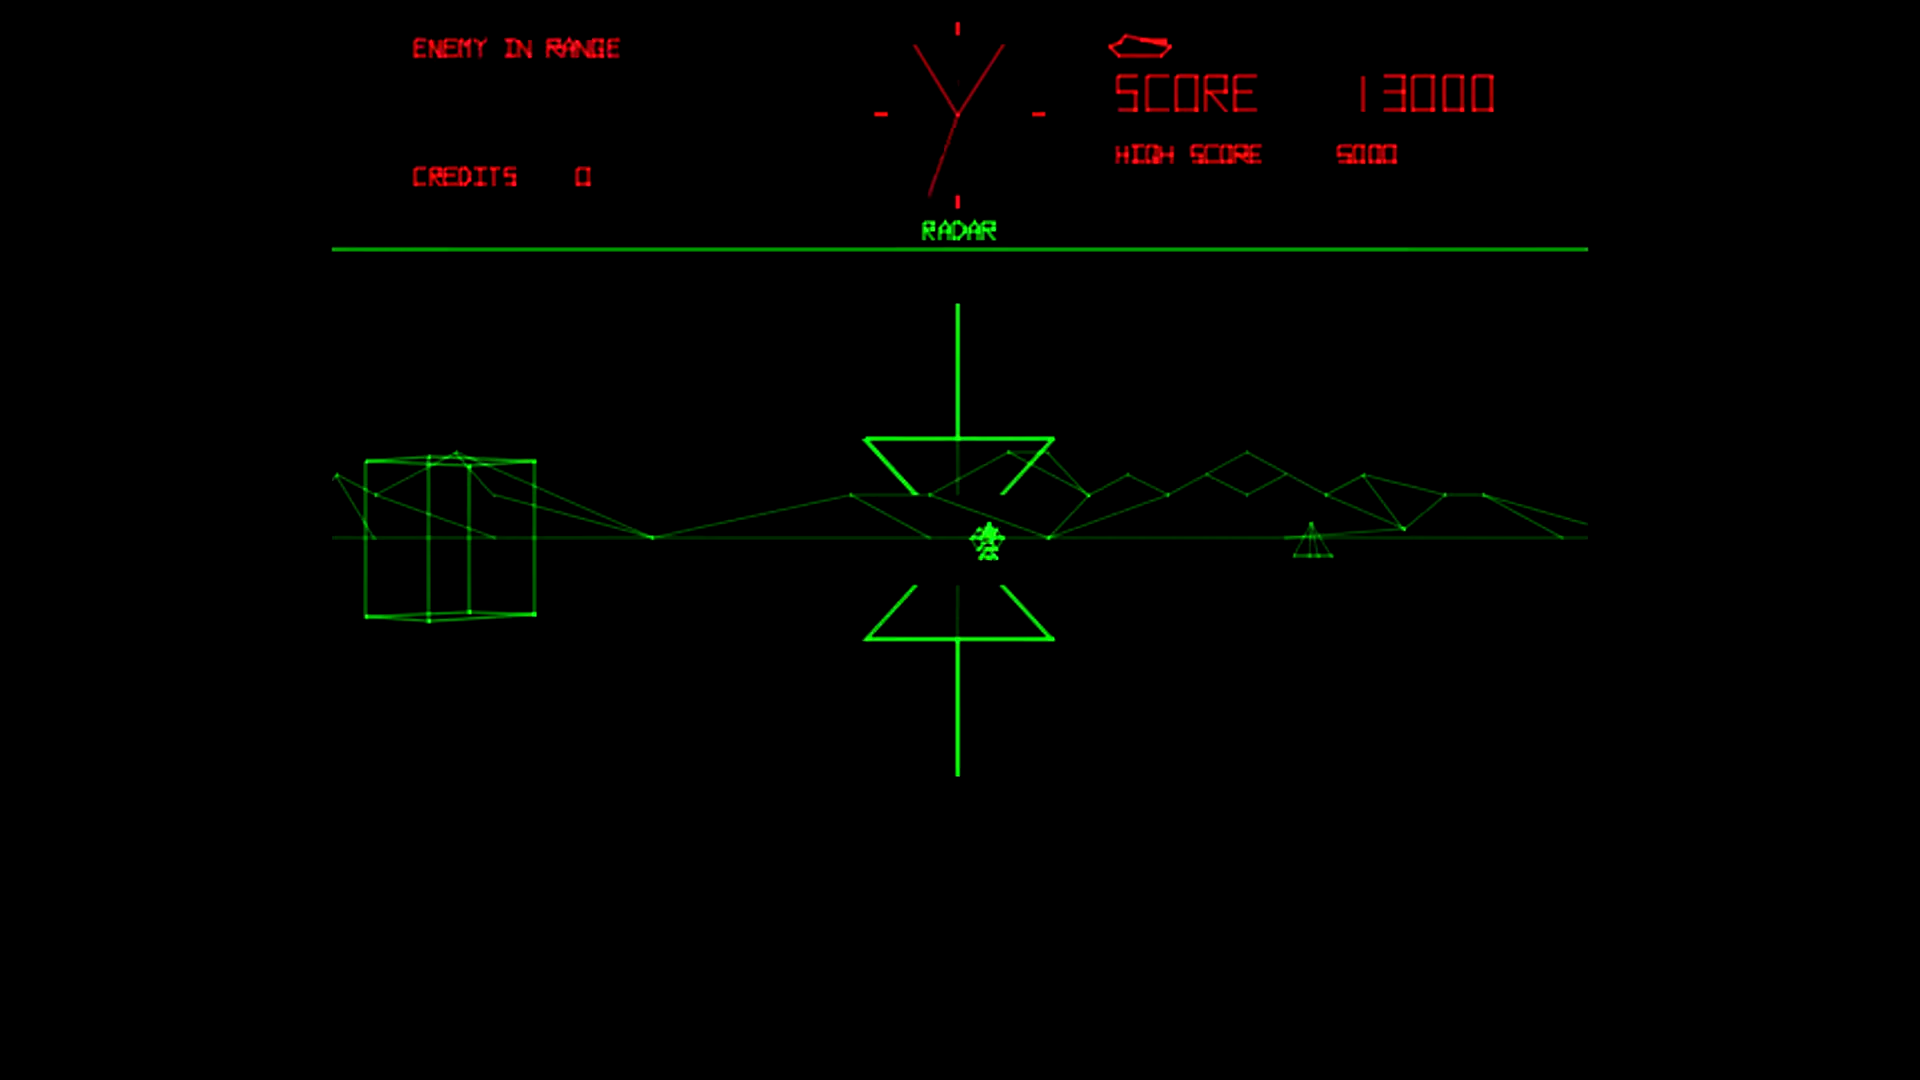 ENEMY IN RANGE
SCORE 13000
HIGH SCORE 5000
CREDITS 0
RADAR